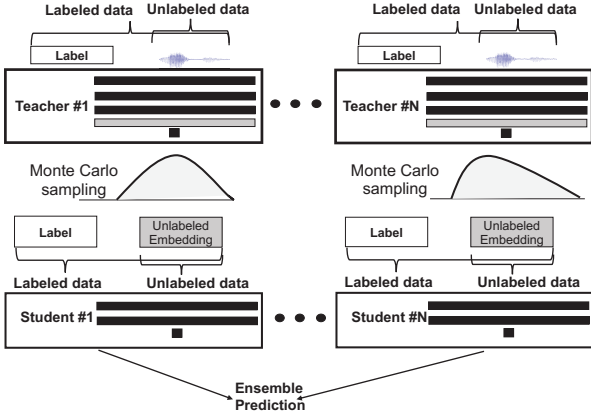 Labeled data Unlabeled data Labeled data Unlabeled data
Label Label
Teacher #1 Teacher #N
Monte Carlo Monte Carlo
sampling sampling
Label Unlabeled Label Unlabeled
Embedding Embedding
Labeled data Unlabeled data Labeled data Unlabeled data
Student #1 Student #N
Ensemble
Prediction